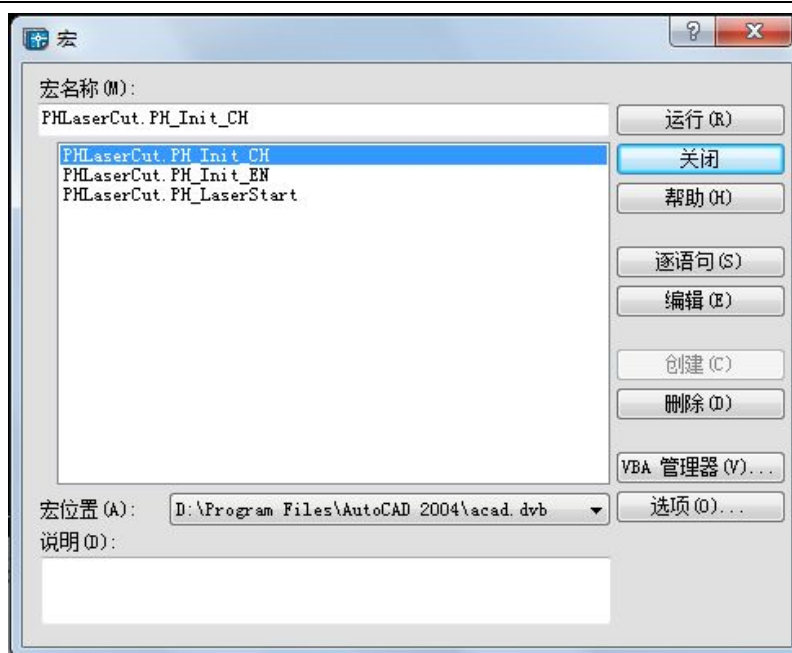 宏
宏名称(M):
PHLaserCut.PH_Init_CH
PHLaserCut.PH_Init_CH
PHLaserCut.PH_Init_EN
PHLaserCut.PH_LaserStart
运行(R)
关闭
帮助(H)
逐语句(S)
编辑(E)
创建(C)
删除(D)
VBA 管理器(V)...
选项(O)...
宏位置(A):
D:\Program Files\AutoCAD 2004\acad.dvb
说明(D):